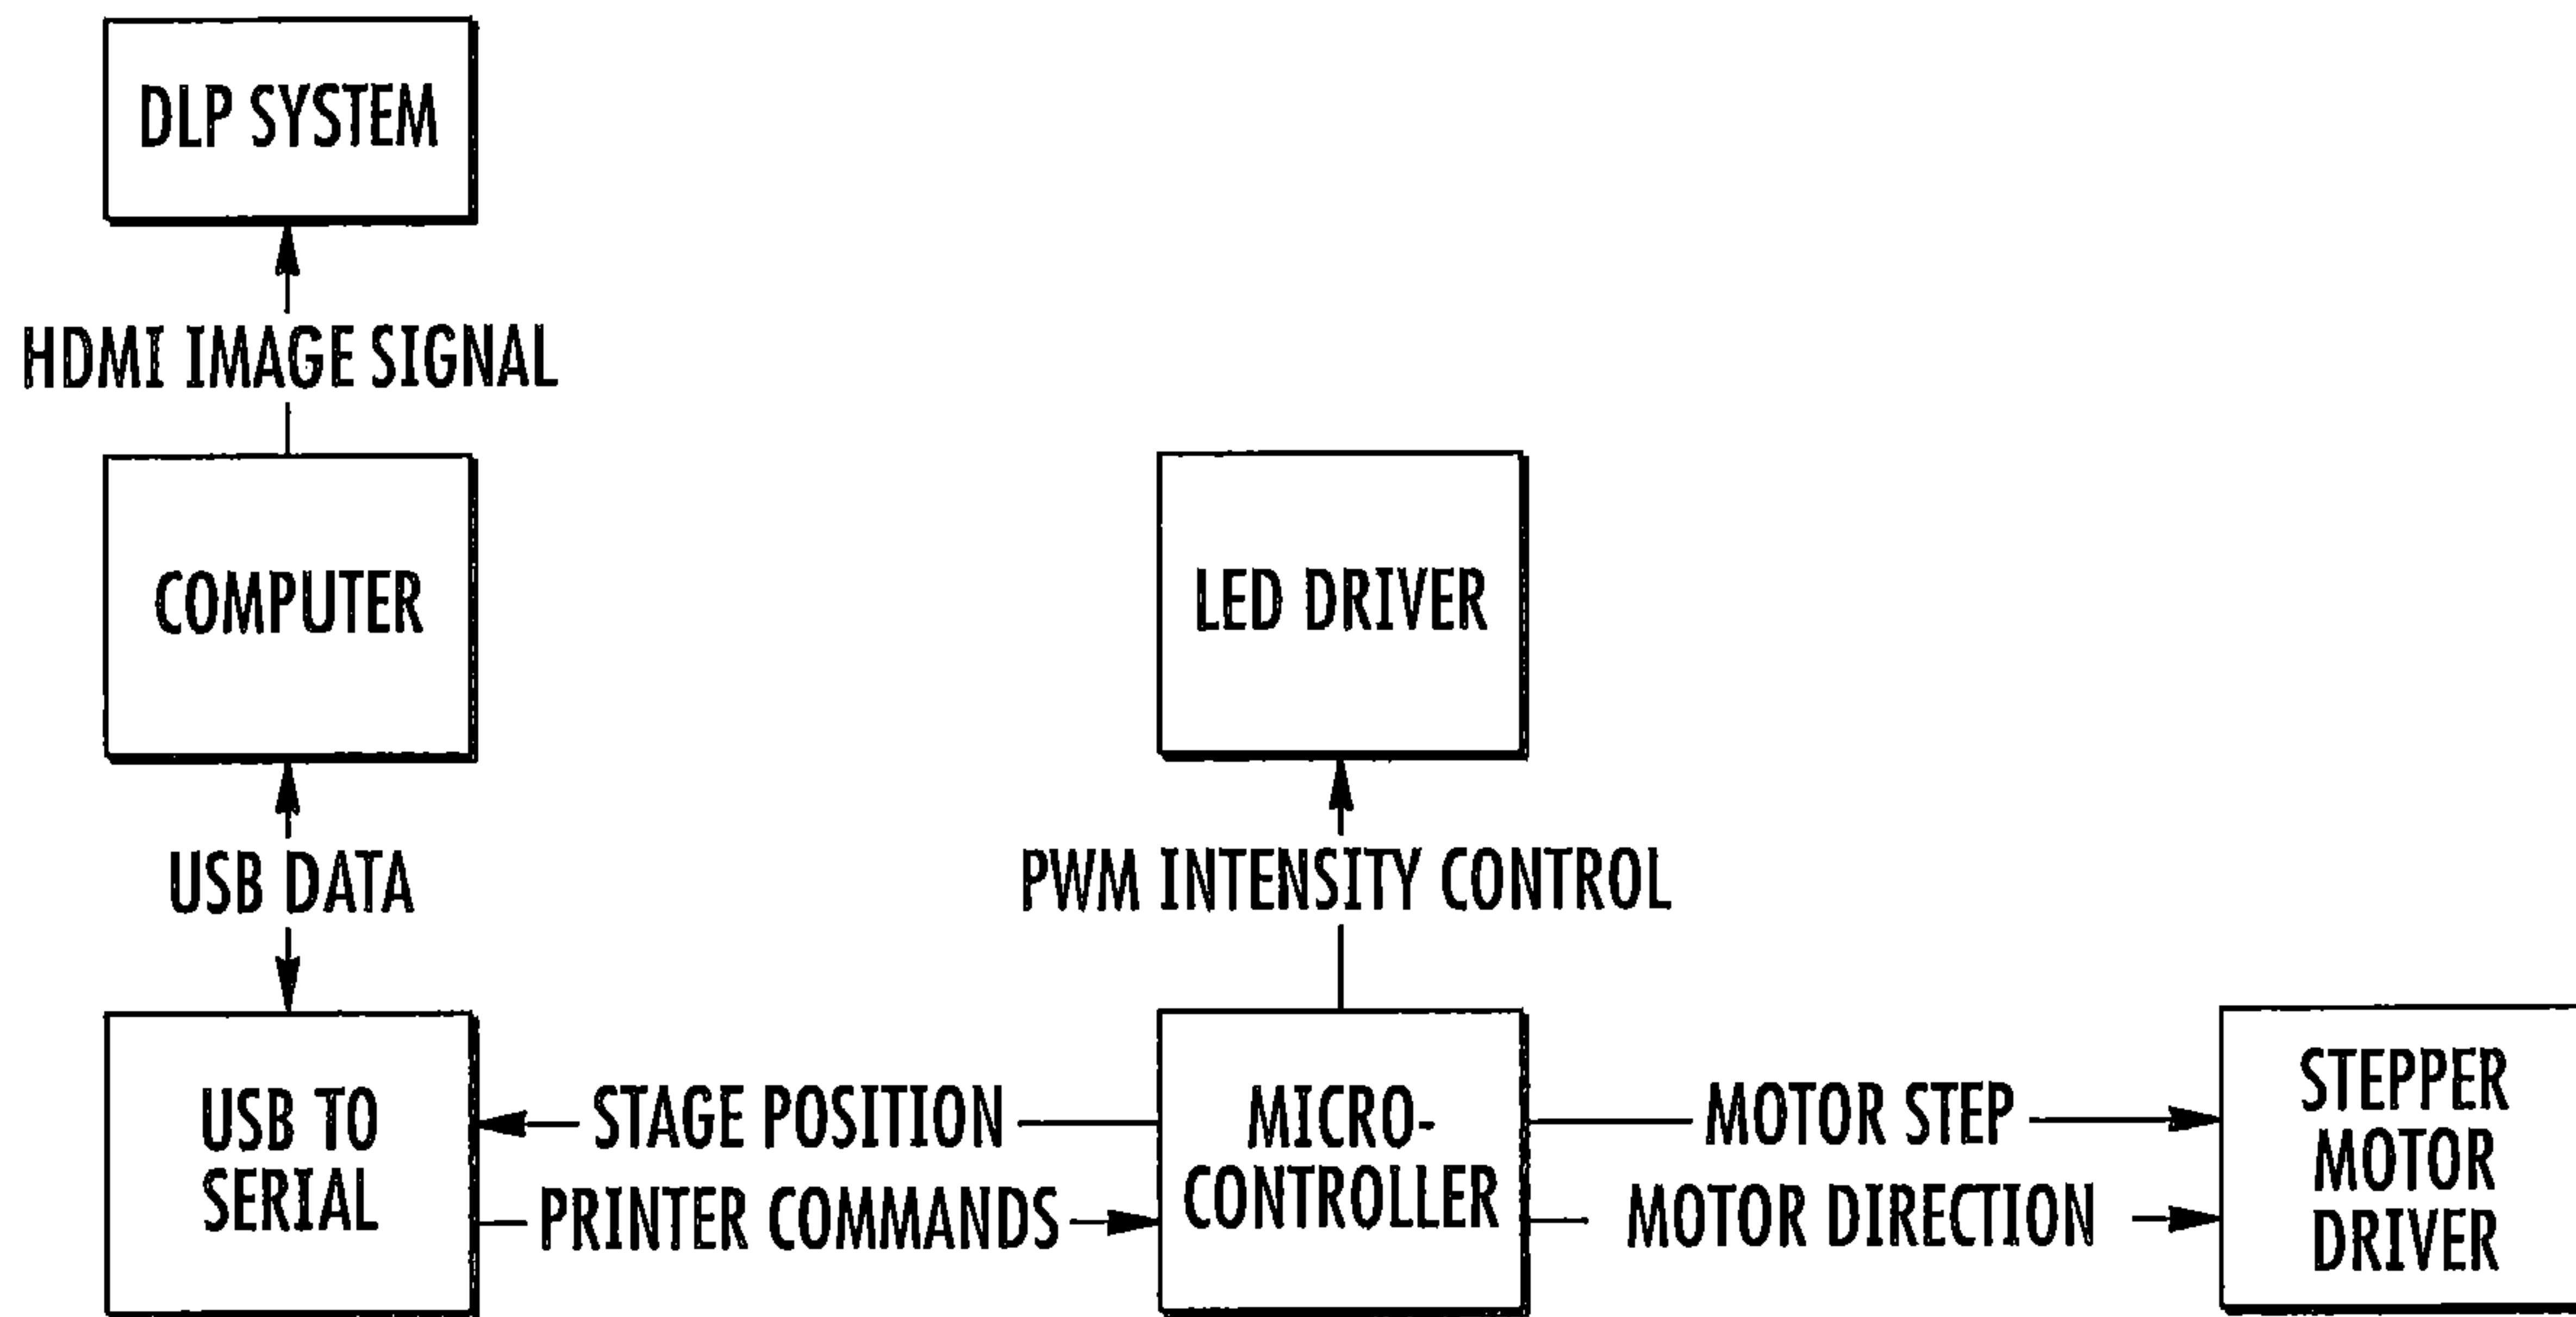 DLP SYSTEM
HDMI IMAGE SIGNAL
COMPUTER
LED DRIVER
USB DATA
PWM INTENSITY CONTROL
USB TO
SERIAL
STAGE POSITION
PRINTER COMMANDS
MICRO-
CONTROLLER
MOTOR STEP
MOTOR DIRECTION
STEPPER
MOTOR
DRIVER